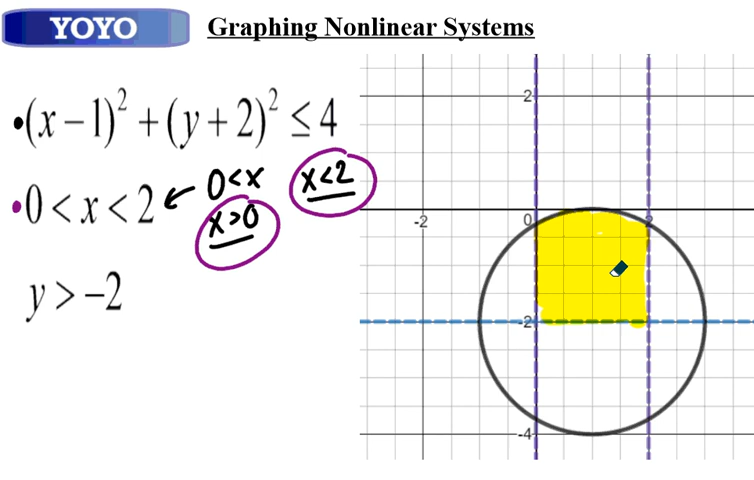 YOYO Graphing Nonlinear Systems
•(x – 1)² + (y + 2)² ≤ 4
•0 < x < 2 ← 0<x x<2
x>0
y > –2
2
-2 0 2
-2
-4